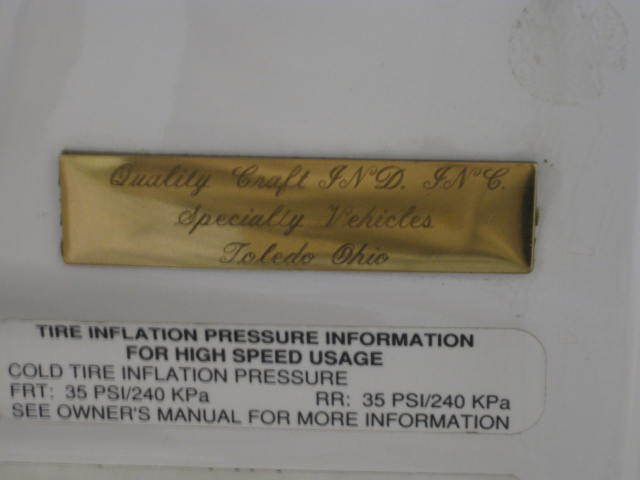 Quality Craft IND. INC.
Specialty Vehicles
Toledo Ohio
TIRE INFLATION PRESSURE INFORMATION
FOR HIGH SPEED USAGE
COLD TIRE INFLATION PRESSURE
FRT: 35 PSI/240 KPa RR: 35 PSI/240 KPa
SEE OWNER'S MANUAL FOR MORE INFORMATION